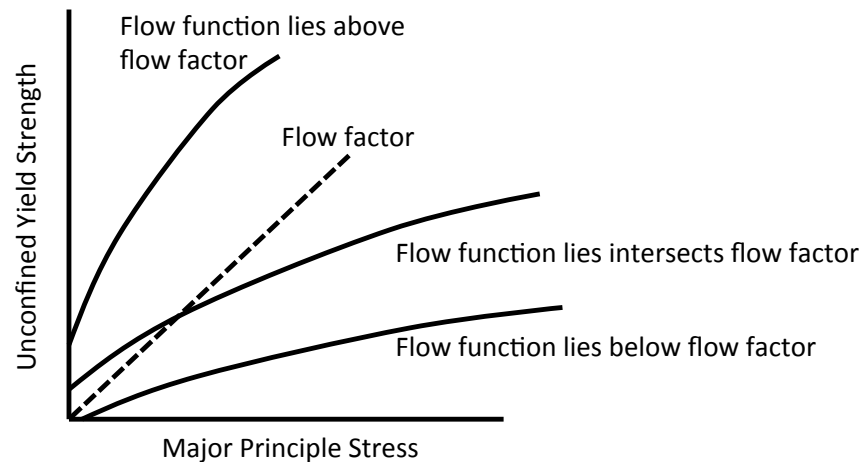 Flow function lies above
flow factor
Flow factor
Unconfined Yield Strength
Flow function lies intersects flow factor
Flow function lies below flow factor
Major Principle Stress